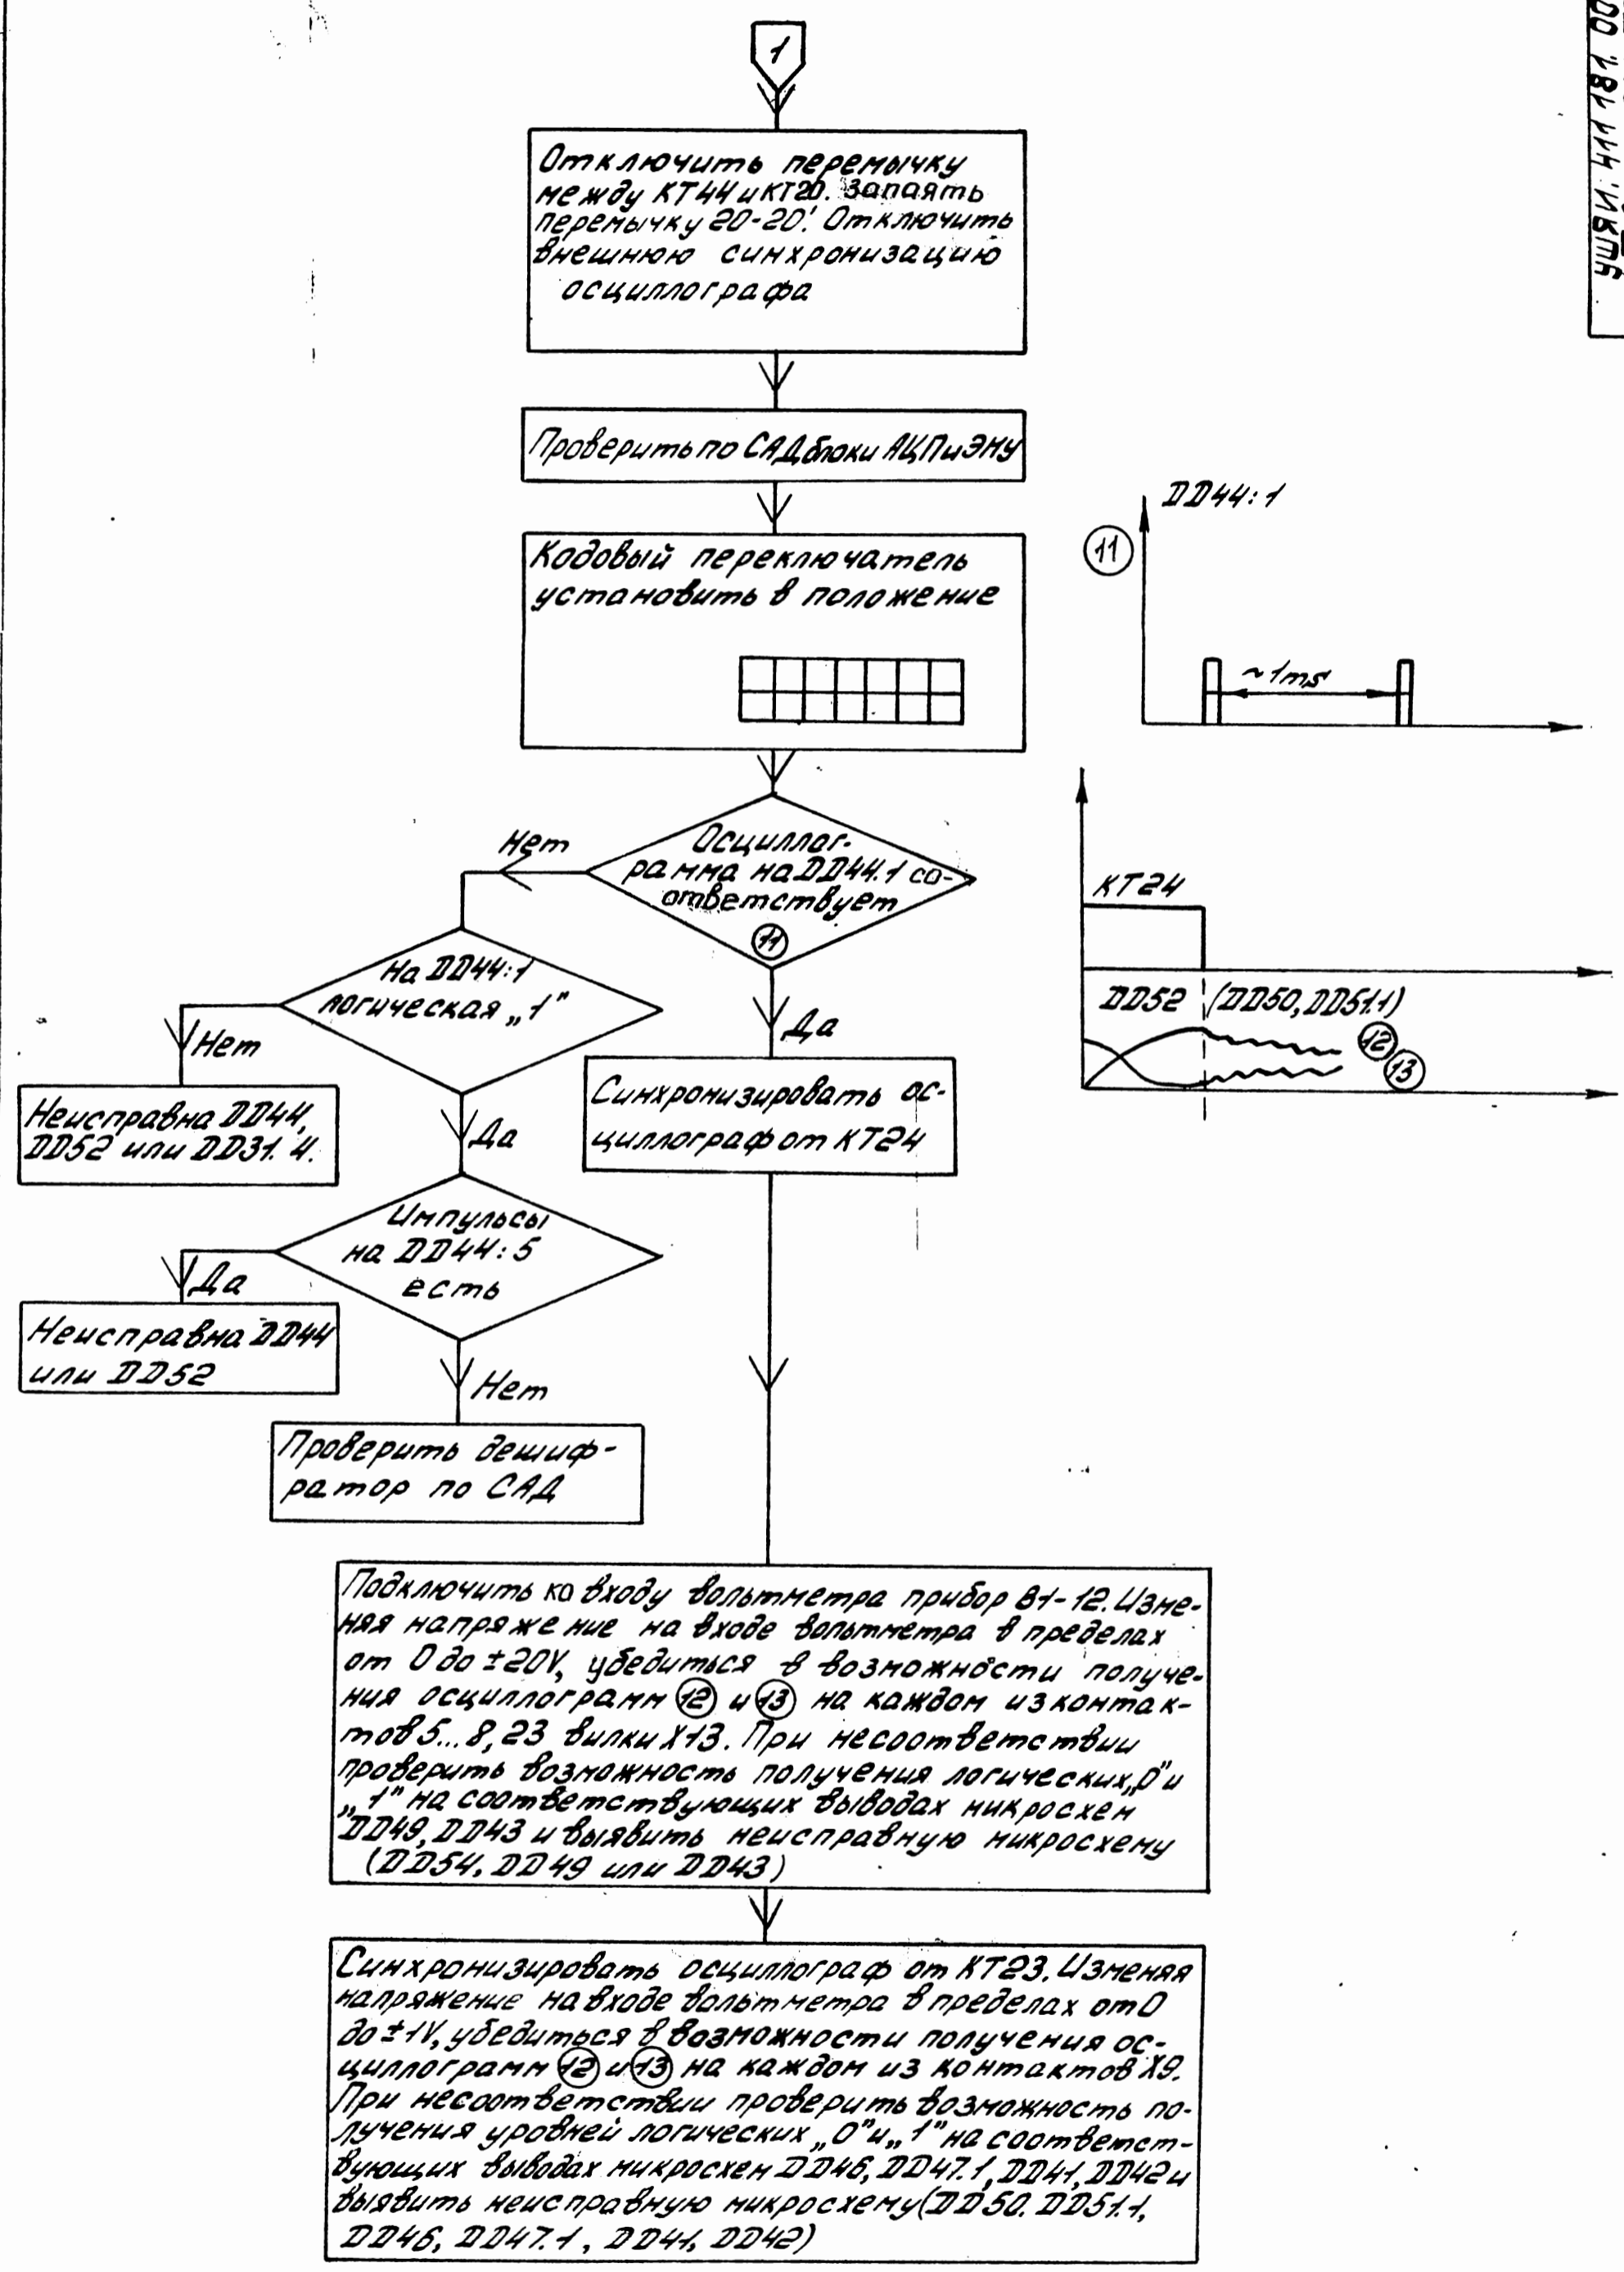 1
Отключить перемычку
между КТ44 и КТ20. Запаять
перемычку 20-20'. Отключить
внешнюю синхронизацию
осциллографа
Проверить по САД блоки АЦП и ЭМУ
Кодовый переключатель
установить в положение
DD44:1
11
~1ms
Осциллог-
рамма на DD44.1 со-
ответствует
11
Нет
Да
На DD44:1
логическая „1"
Нет
Да
Неисправна DD44,
DD52 или DD31.4.
Синхронизировать ос-
циллограф от КТ24
КТ24
DD52 (DD50, DD51.1)
12
13
Импульсы
на DD44:5
есть
Да
Нет
Неисправна DD44
или DD52
Проверить дешиф-
ратор по САД
Подключить ко входу вольтметра прибор В1-12. Изме-
няя напряжение на входе вольтметра в пределах
от 0 до ±20V, убедиться в возможности получе-
ния осциллограмм 12 и 13 на каждом из контак-
тов 5...8, 23 вилки Х13. При несоответствии
проверить возможность получения логических „0" и
„1" на соответствующих выводах микросхем
DD49, DD43 и выявить неисправную микросхему
(DD54, DD49 или DD43)
Синхронизировать осциллограф от КТ23. Изменяя
напряжение на входе вольтметра в пределах от 0
до ±1V, убедиться в возможности получения ос-
циллограмм 12 и 13 на каждом из контактов Х9.
При несоответствии проверить возможность по-
лучения уровней логических „0" и „1" на соответст-
вующих выводах микросхем DD46, DD47.1, DD41, DD42 и
выявить неисправную микросхему (DD50. DD51.1,
DD46, DD47.1, DD41, DD42)